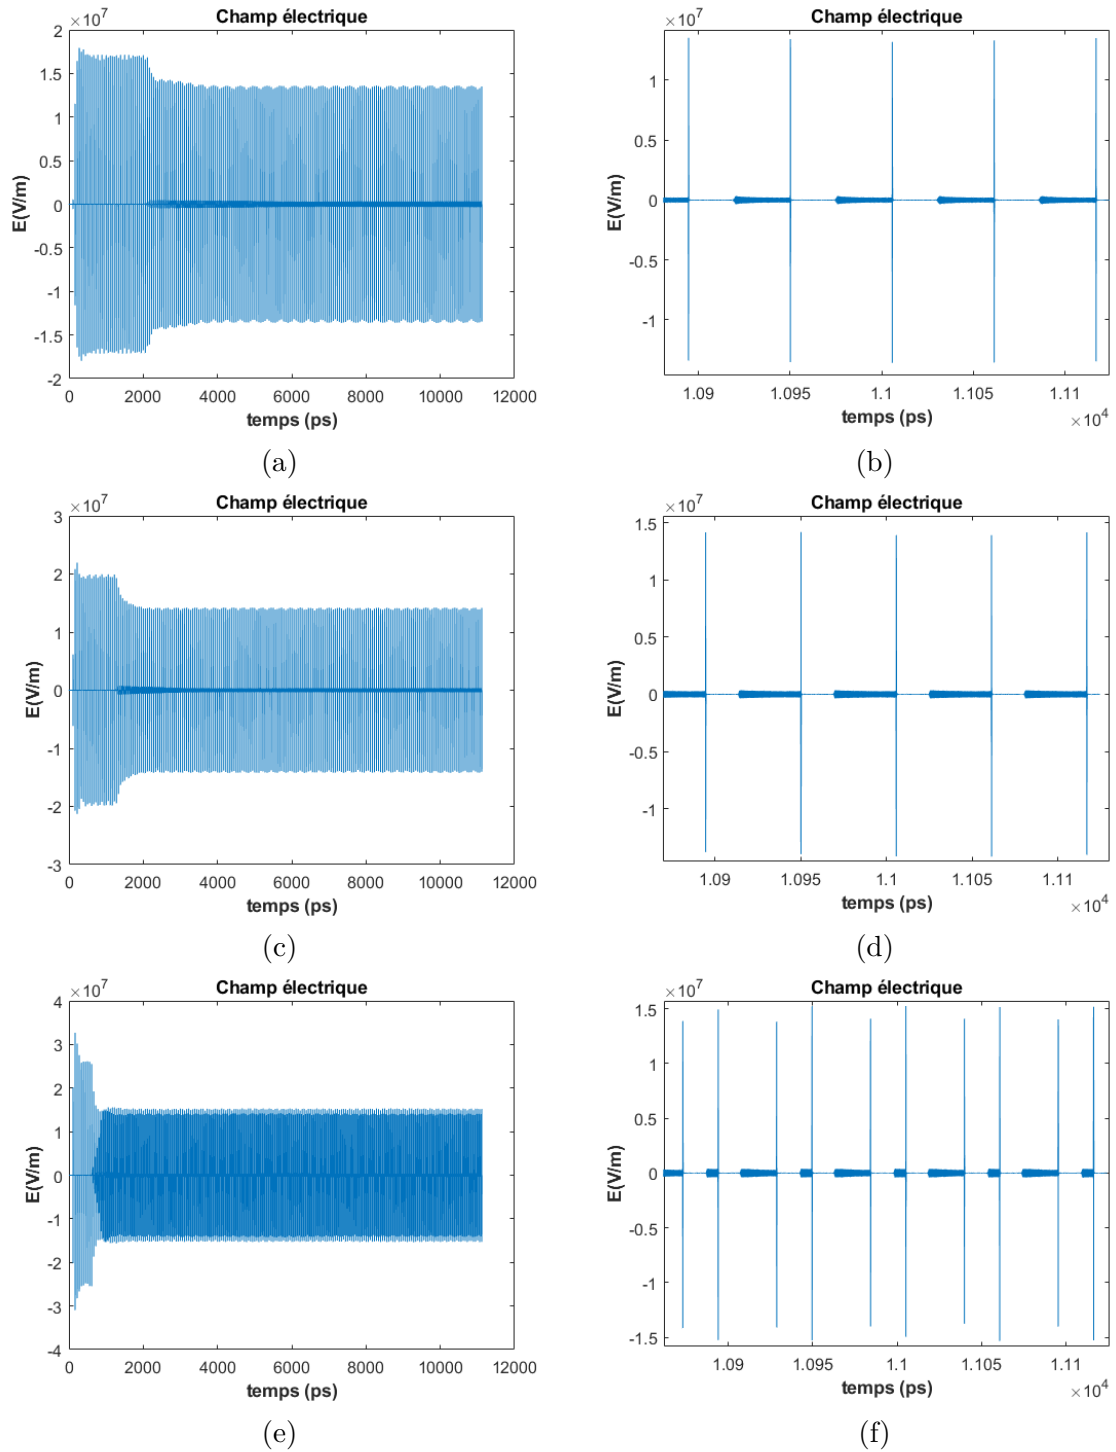 Champ électrique
×10^7
2
1.5
1
0.5
0
-0.5
-1
-1.5
-2
E(V/m)
0 2000 4000 6000 8000 10000 12000
temps (ps)
(a)
Champ électrique
×10^7
1
0.5
0
-0.5
-1
E(V/m)
1.09 1.095 1.1 1.105 1.11
temps (ps)
×10^4
(b)
Champ électrique
×10^7
3
2
1
0
-1
-2
-3
E(V/m)
0 2000 4000 6000 8000 10000 12000
temps (ps)
(c)
Champ électrique
×10^7
1.5
1
0.5
0
-0.5
-1
E(V/m)
1.09 1.095 1.1 1.105 1.11
temps (ps)
×10^4
(d)
Champ électrique
×10^7
4
3
2
1
0
-1
-2
-3
-4
E(V/m)
0 2000 4000 6000 8000 10000 12000
temps (ps)
(e)
Champ électrique
×10^7
1.5
1
0.5
0
-0.5
-1
-1.5
E(V/m)
1.09 1.095 1.1 1.105 1.11
temps (ps)
×10^4
(f)